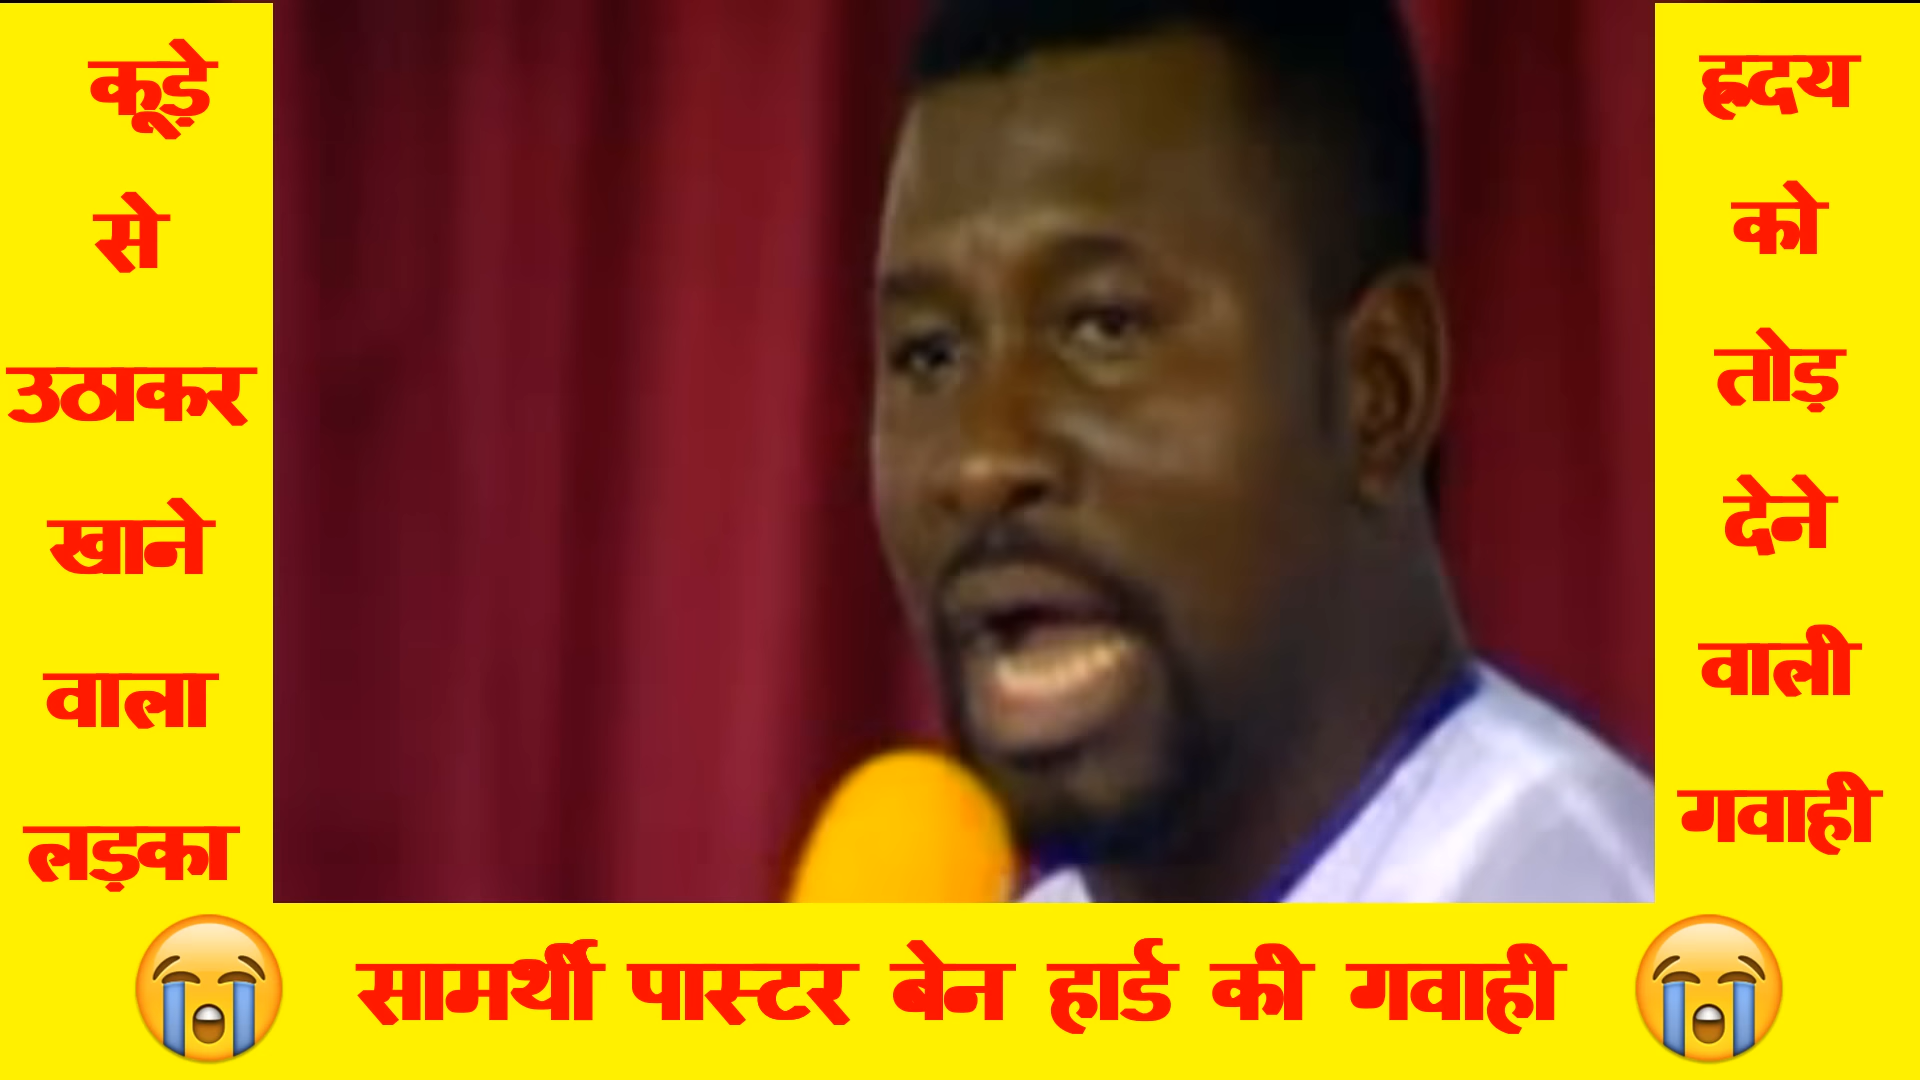 कूड़े
से
उठाकर
खाने
वाला
लड़का
ह्रदय
को
तोड़
देने
वाली
गवाही
सामर्थी पास्टर बेन हार्ड की गवाही